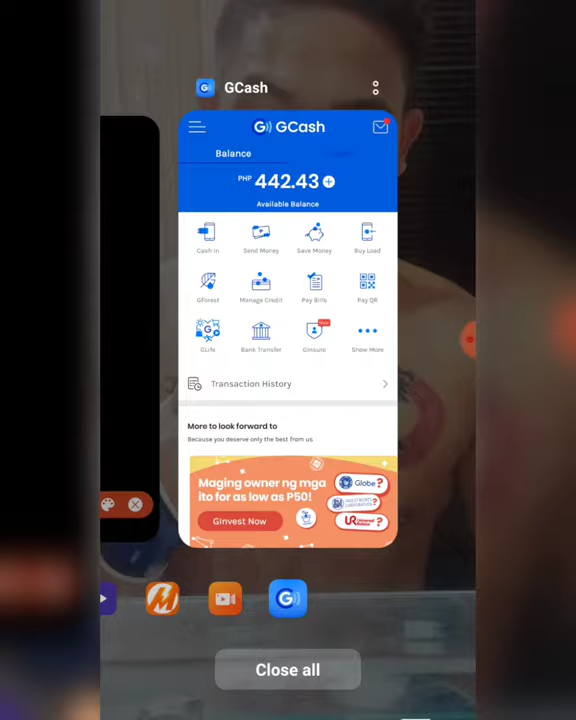 GCash
GCash
Balance
PHP 442.43
Available Balance
Cash In
Send Money
Save Money
Buy Load
GForest
Manage Credit
Pay Bills
Pay QR
GLife
Bank Transfer
GInsure
Show More
Transaction History
More to look forward to
Because you deserve only the best from us
Maging owner ng mga
ito for as low as P50!
GInvest Now
Globe?
Close all